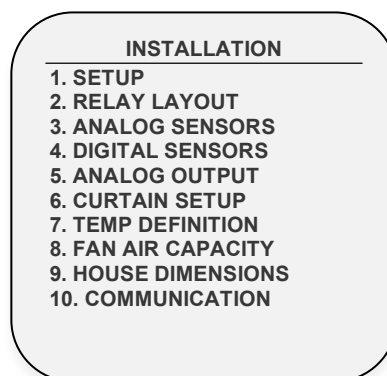 INSTALLATION
1. SETUP
2. RELAY LAYOUT
3. ANALOG SENSORS
4. DIGITAL SENSORS
5. ANALOG OUTPUT
6. CURTAIN SETUP
7. TEMP DEFINITION
8. FAN AIR CAPACITY
9. HOUSE DIMENSIONS
10. COMMUNICATION